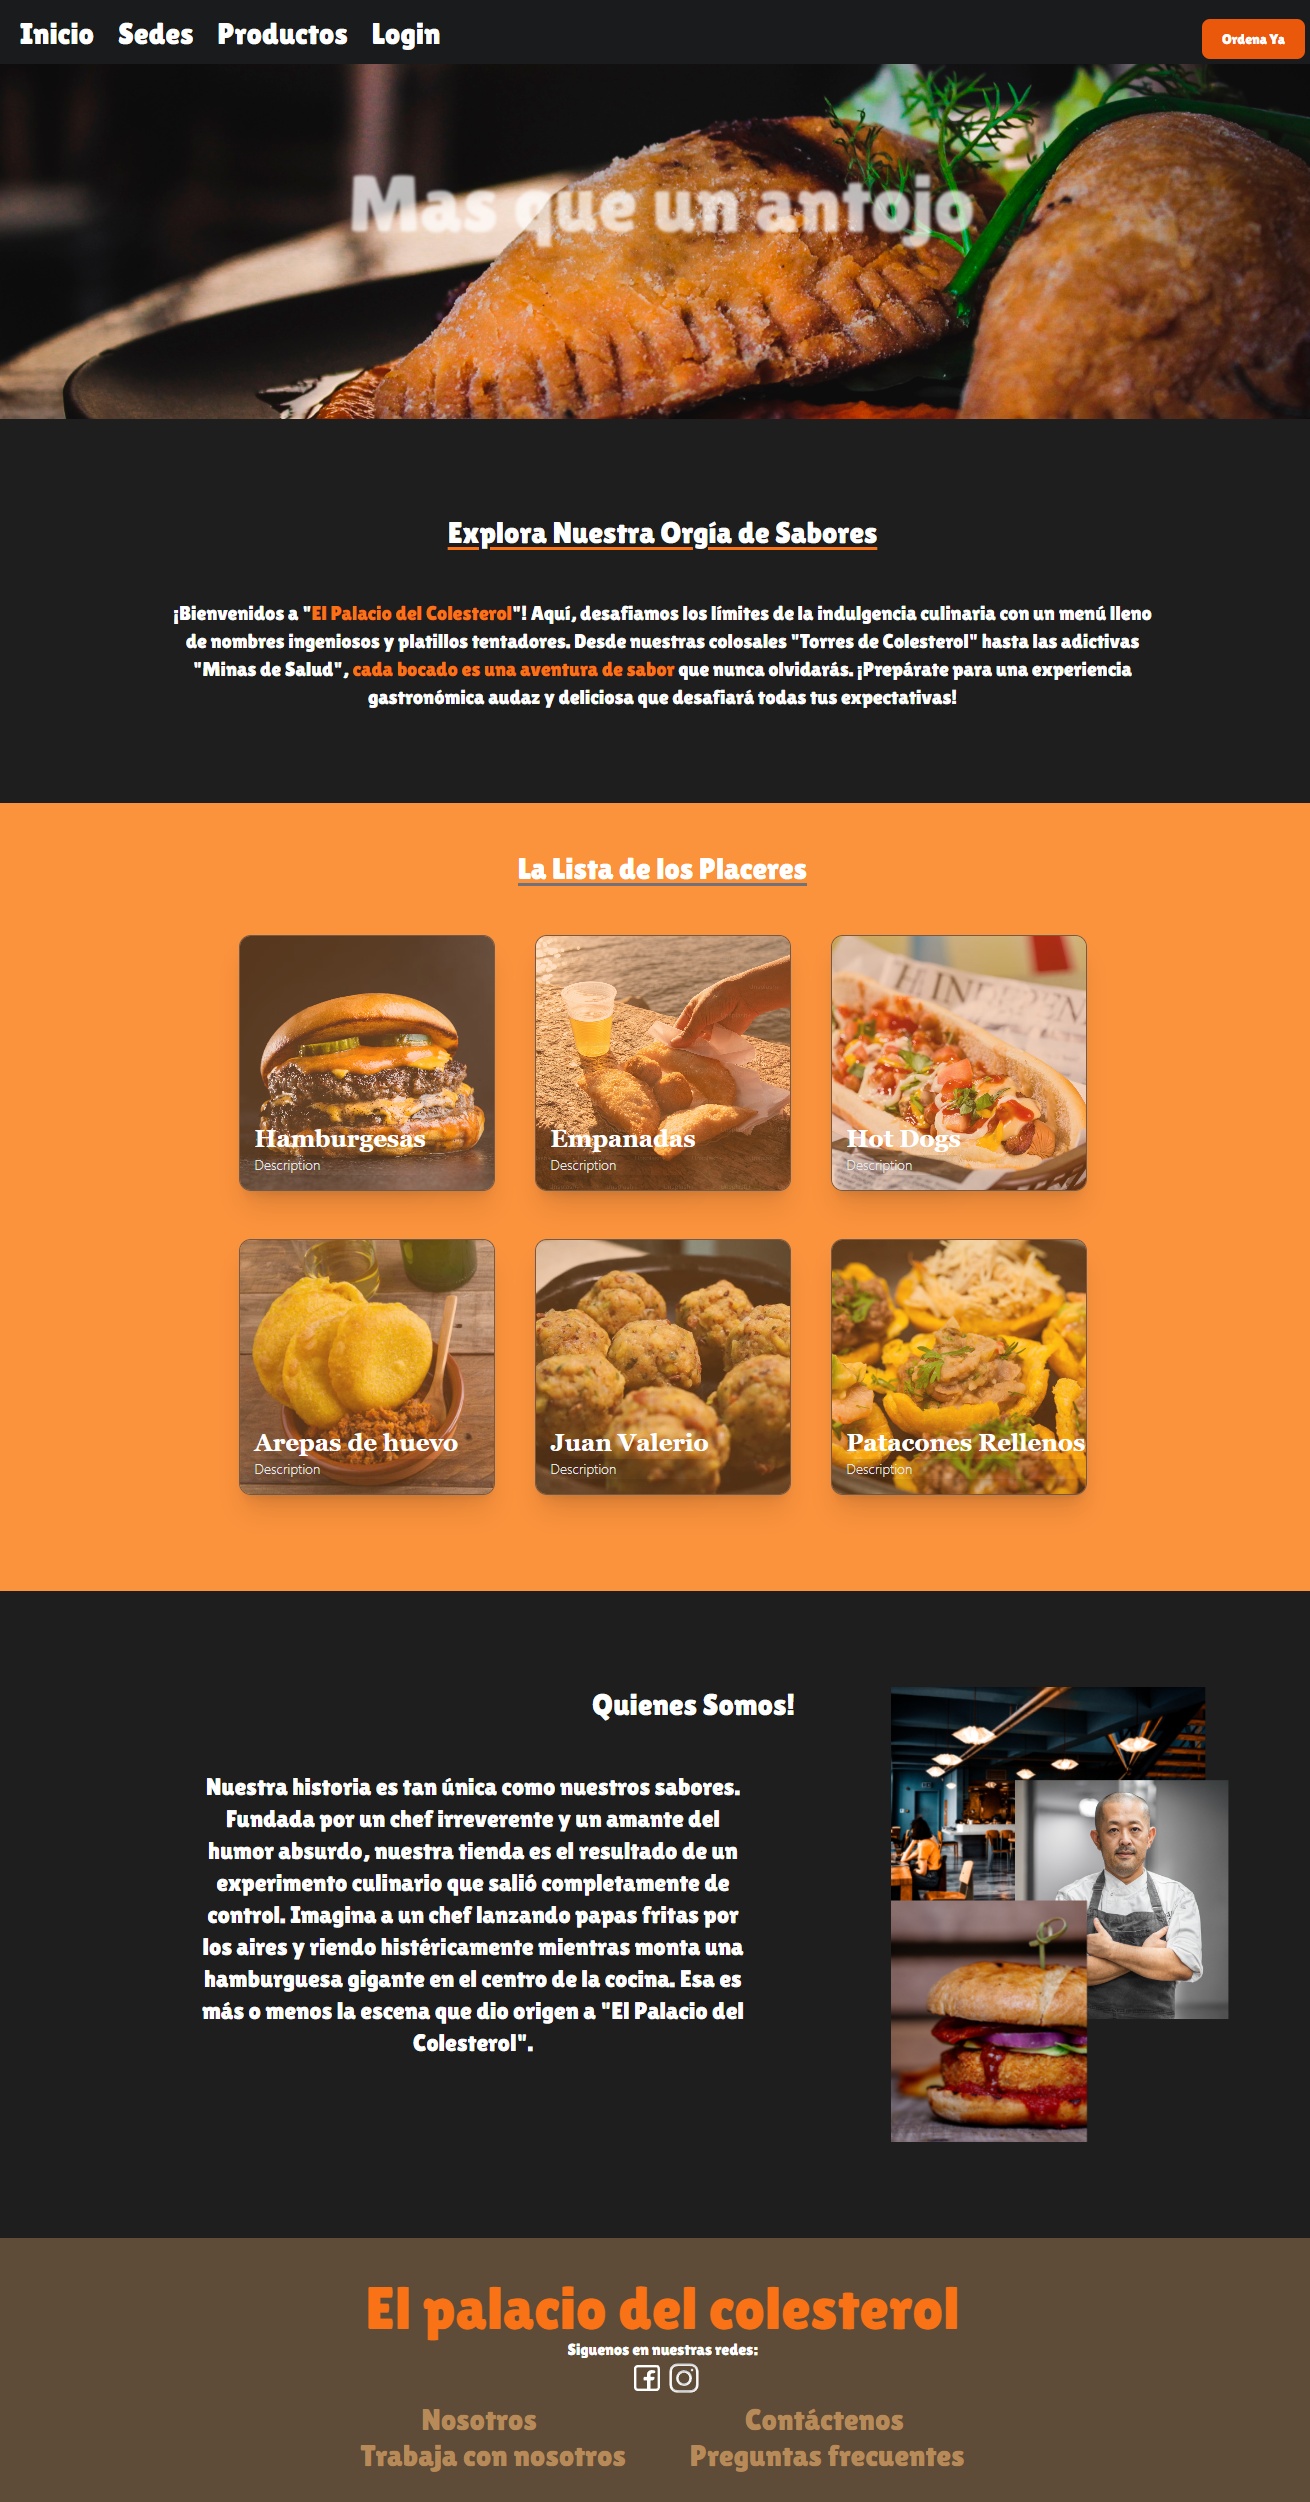 Inicio Sedes Productos Login
Ordena Ya
Mas que un antojo
Explora Nuestra Orgía de Sabores
¡Bienvenidos a "El Palacio del Colesterol"! Aquí, desafiamos los límites de la indulgencia culinaria con un menú lleno
de nombres ingeniosos y platillos tentadores. Desde nuestras colosales "Torres de Colesterol" hasta las adictivas
"Minas de Salud", cada bocado es una aventura de sabor que nunca olvidarás. ¡Prepárate para una experiencia
gastronómica audaz y deliciosa que desafiará todas tus expectativas!
La Lista de los Placeres
Hamburgesas
Description
Empanadas
Description
Hot Dogs
Description
Arepas de huevo
Description
Juan Valerio
Description
Patacones Rellenos
Description
Quienes Somos!
Nuestra historia es tan única como nuestros sabores.
Fundada por un chef irreverente y un amante del
humor absurdo, nuestra tienda es el resultado de un
experimento culinario que salió completamente de
control. Imagina a un chef lanzando papas fritas por
los aires y riendo histéricamente mientras monta una
hamburguesa gigante en el centro de la cocina. Esa es
más o menos la escena que dio origen a "El Palacio del
Colesterol".
El palacio del colesterol
Siguenos en nuestras redes:
Nosotros
Contáctenos
Trabaja con nosotros
Preguntas frecuentes